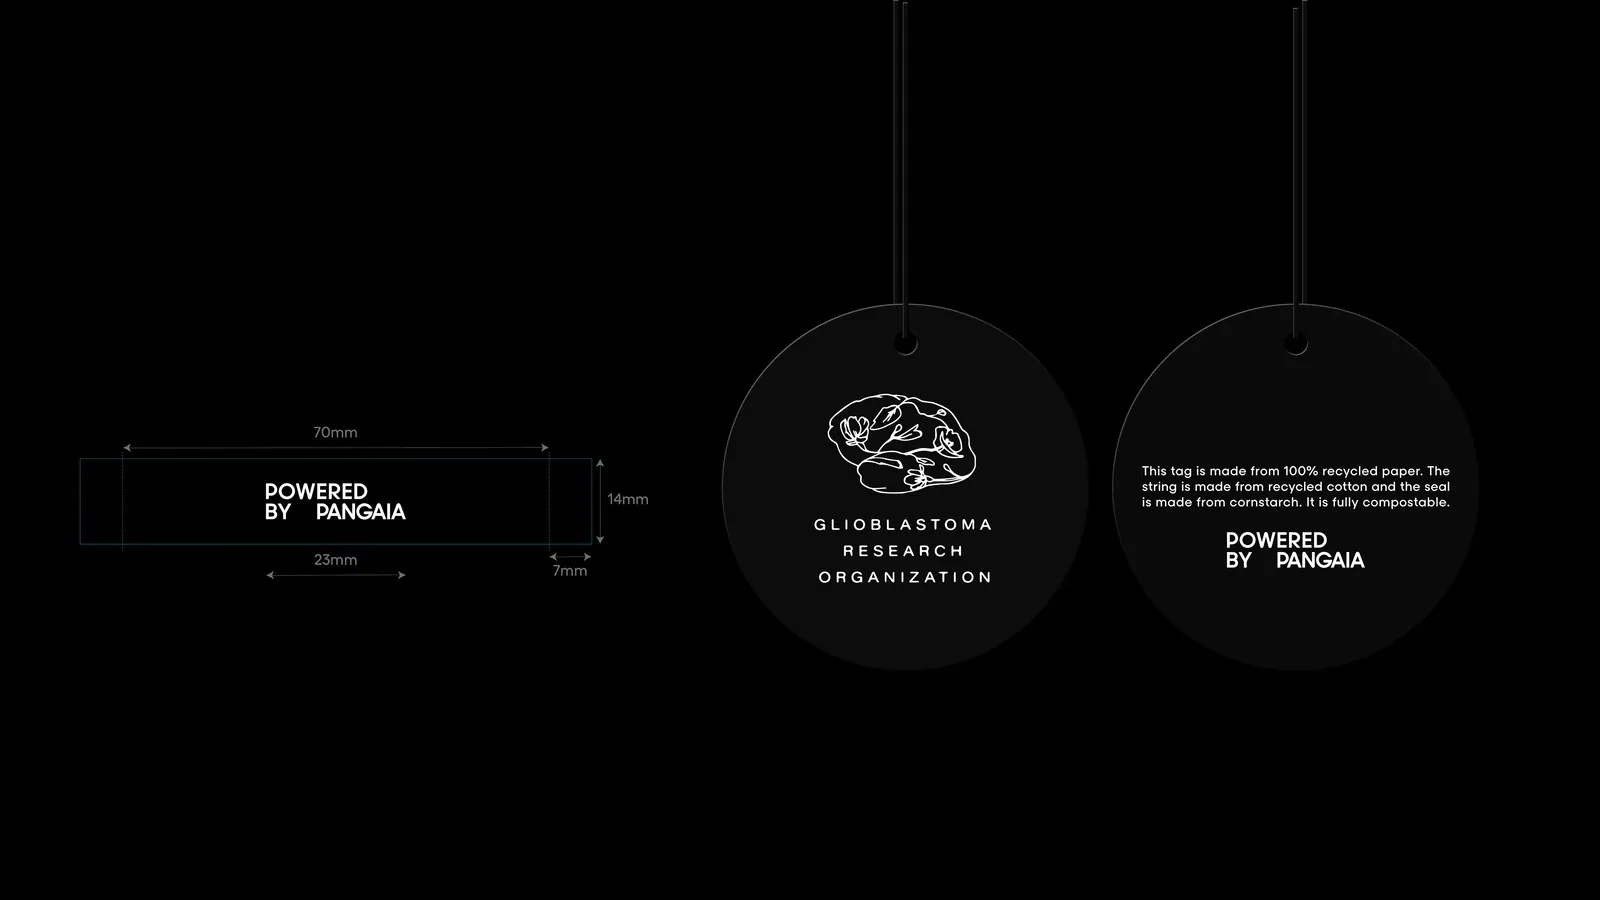 70mm
POWERED
BY PANGAIA
14mm
23mm
7mm
GLIOBLASTOMA
RESEARCH
ORGANIZATION
This tag is made from 100% recycled paper. The
string is made from recycled cotton and the seal
is made from cornstarch. It is fully compostable.
POWERED
BY PANGAIA